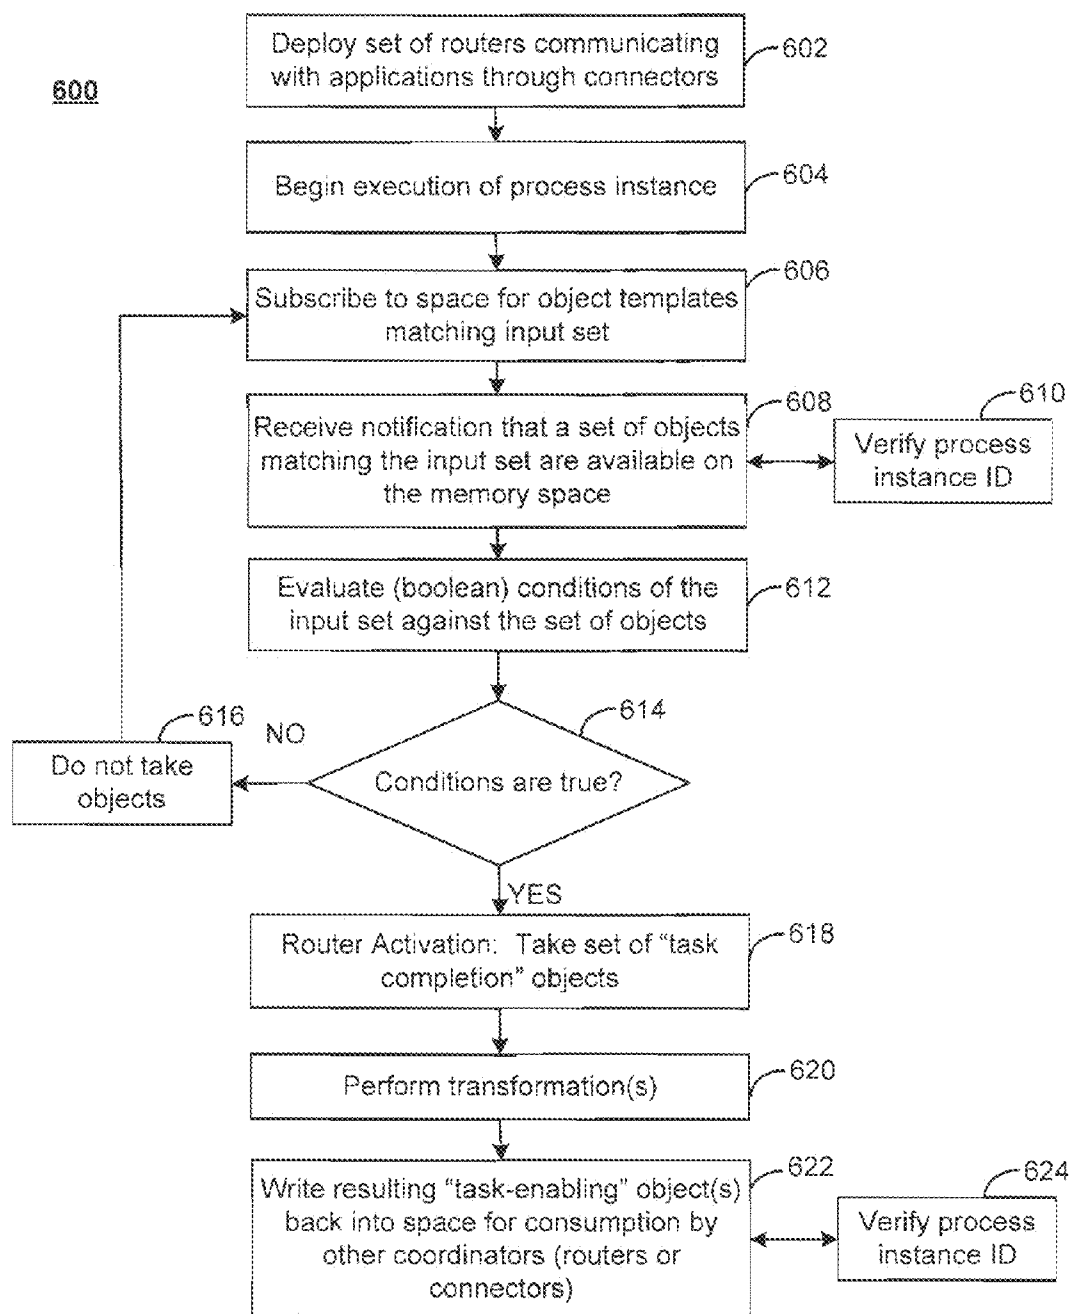 600
Deploy set of routers communicating
with applications through connectors
602
Begin execution of process instance
604
Subscribe to space for object templates
matching input set
606
Receive notification that a set of objects
matching the input set are available on
the memory space
608
Verify process
instance ID
610
Evaluate (boolean) conditions of the
input set against the set of objects
612
Conditions are true?
614
NO
Do not take
objects
616
YES
Router Activation: Take set of “task
completion” objects
618
Perform transformation(s)
620
Write resulting “task-enabling” object(s)
back into space for consumption by
other coordinators (routers or
connectors)
622
Verify process
instance ID
624